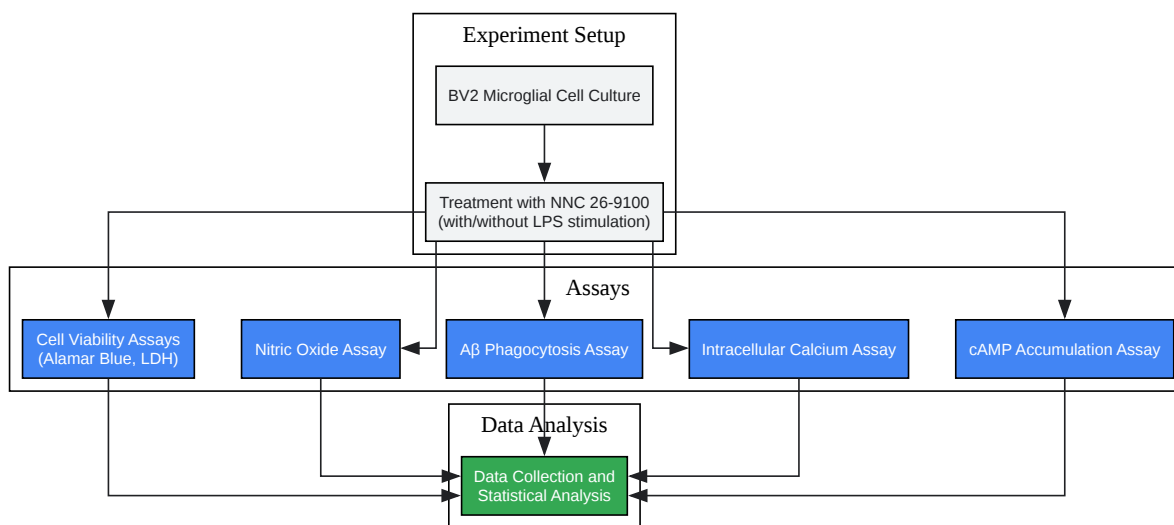 Experiment Setup
BV2 Microglial Cell Culture
Treatment with NNC 26-9100
(with/without LPS stimulation)
Assays
Cell Viability Assays
(Alamar Blue, LDH)
Nitric Oxide Assay
Aβ Phagocytosis Assay
Intracellular Calcium Assay
cAMP Accumulation Assay
Data Analysis
Data Collection and
Statistical Analysis